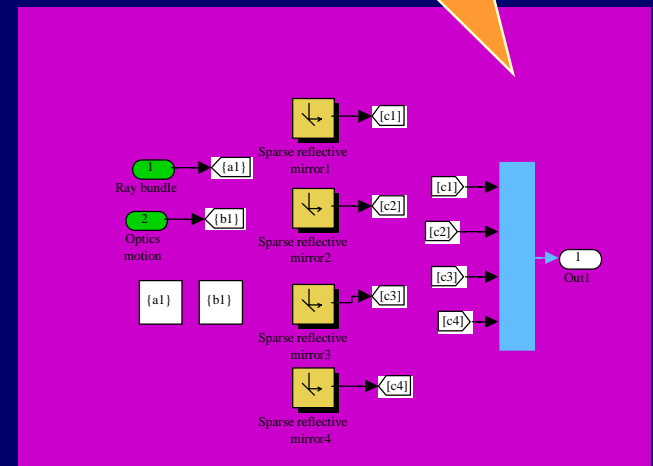 [c1]
Sparse reflective
mirror1
1
{a1}
Ray bundle
[c1]
[c2]
2
{b1}
Optics
motion
[c2]
Sparse reflective
mirror2
1
Out1
[c3]
{a1}
{b1}
[c3]
[c4]
Sparse reflective
mirror3
[c4]
Sparse reflective
mirror4